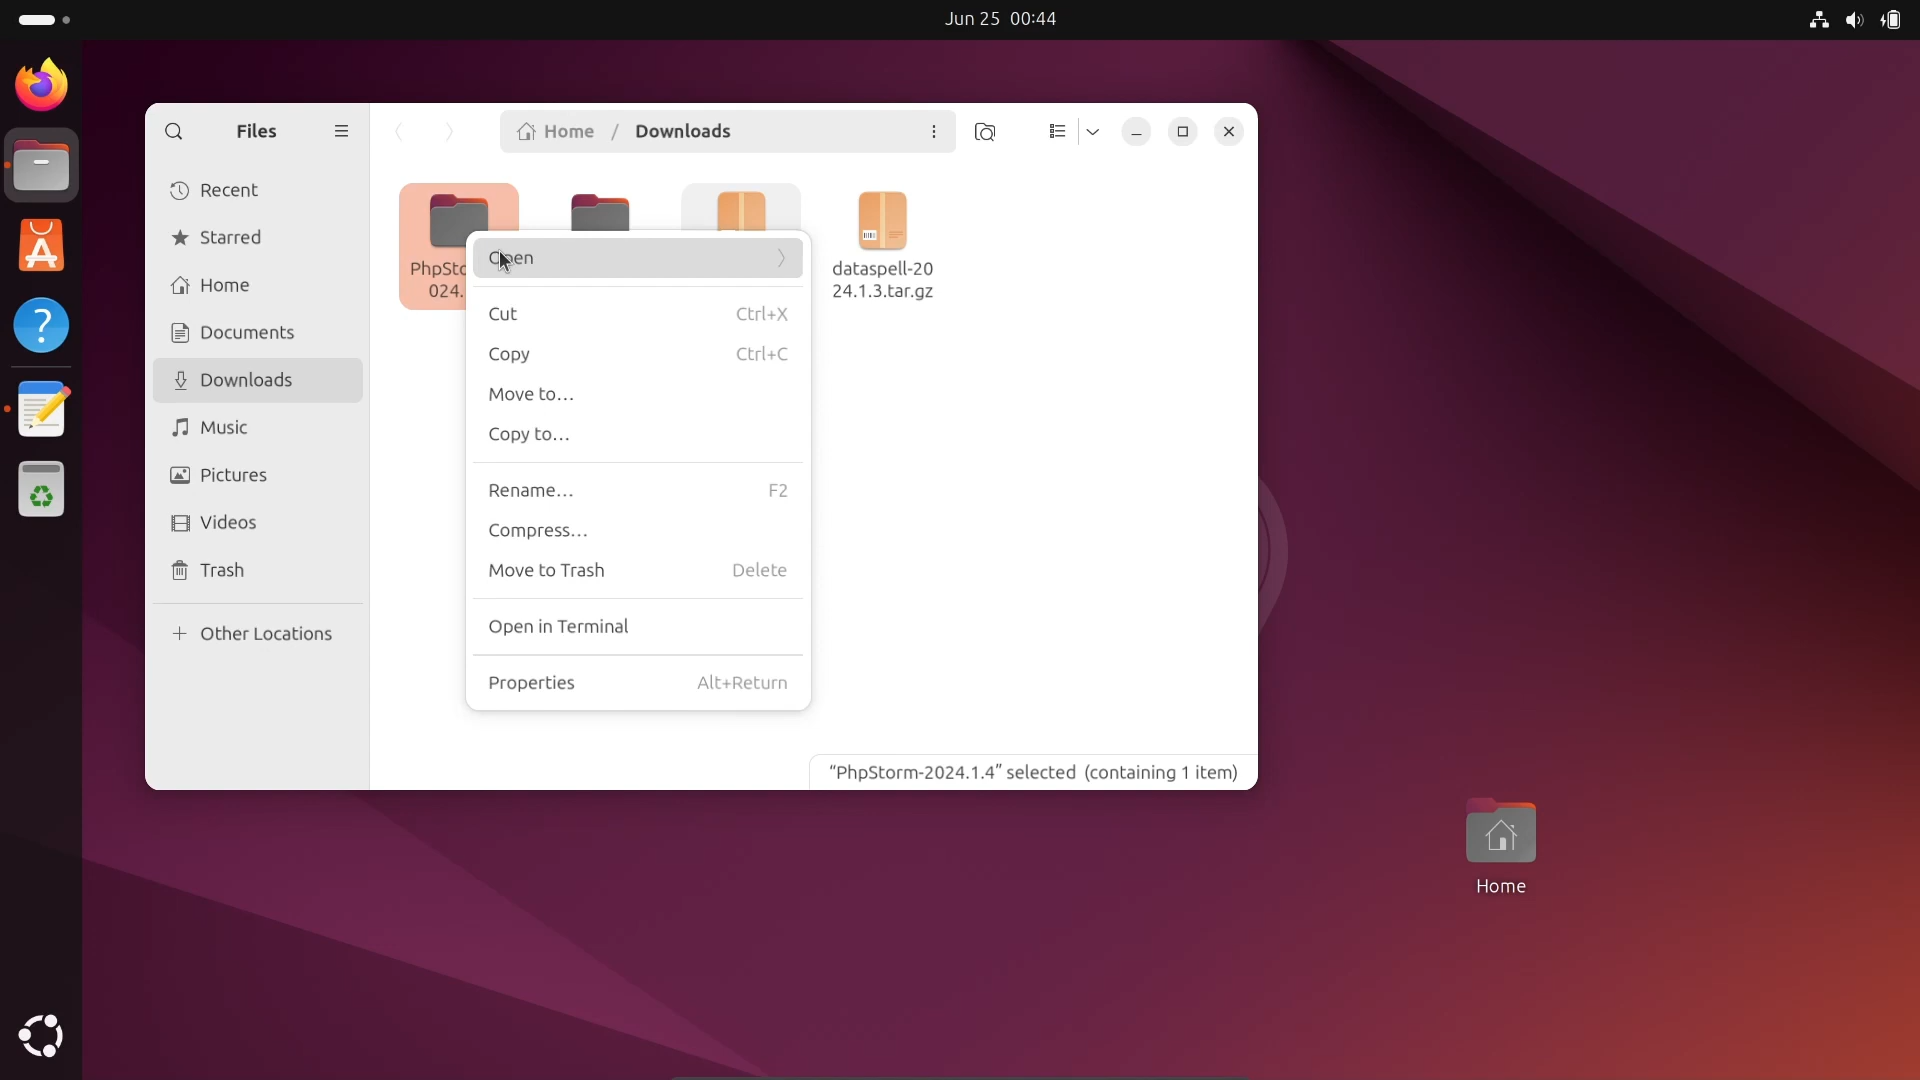 Jun 25 00:44
Files
Home / Downloads
Recent
Starred
Home
Documents
Downloads
Music
Pictures
Videos
Trash
Other Locations
024.
dataspell-20
24.1.3.tar.gz
Open
Cut Ctrl+X
Copy Ctrl+C
Move to…
Copy to…
Rename… F2
Compress…
Move to Trash Delete
Open in Terminal
Properties Alt+Return
“PhpStorm-2024.1.4” selected (containing 1 item)
Home